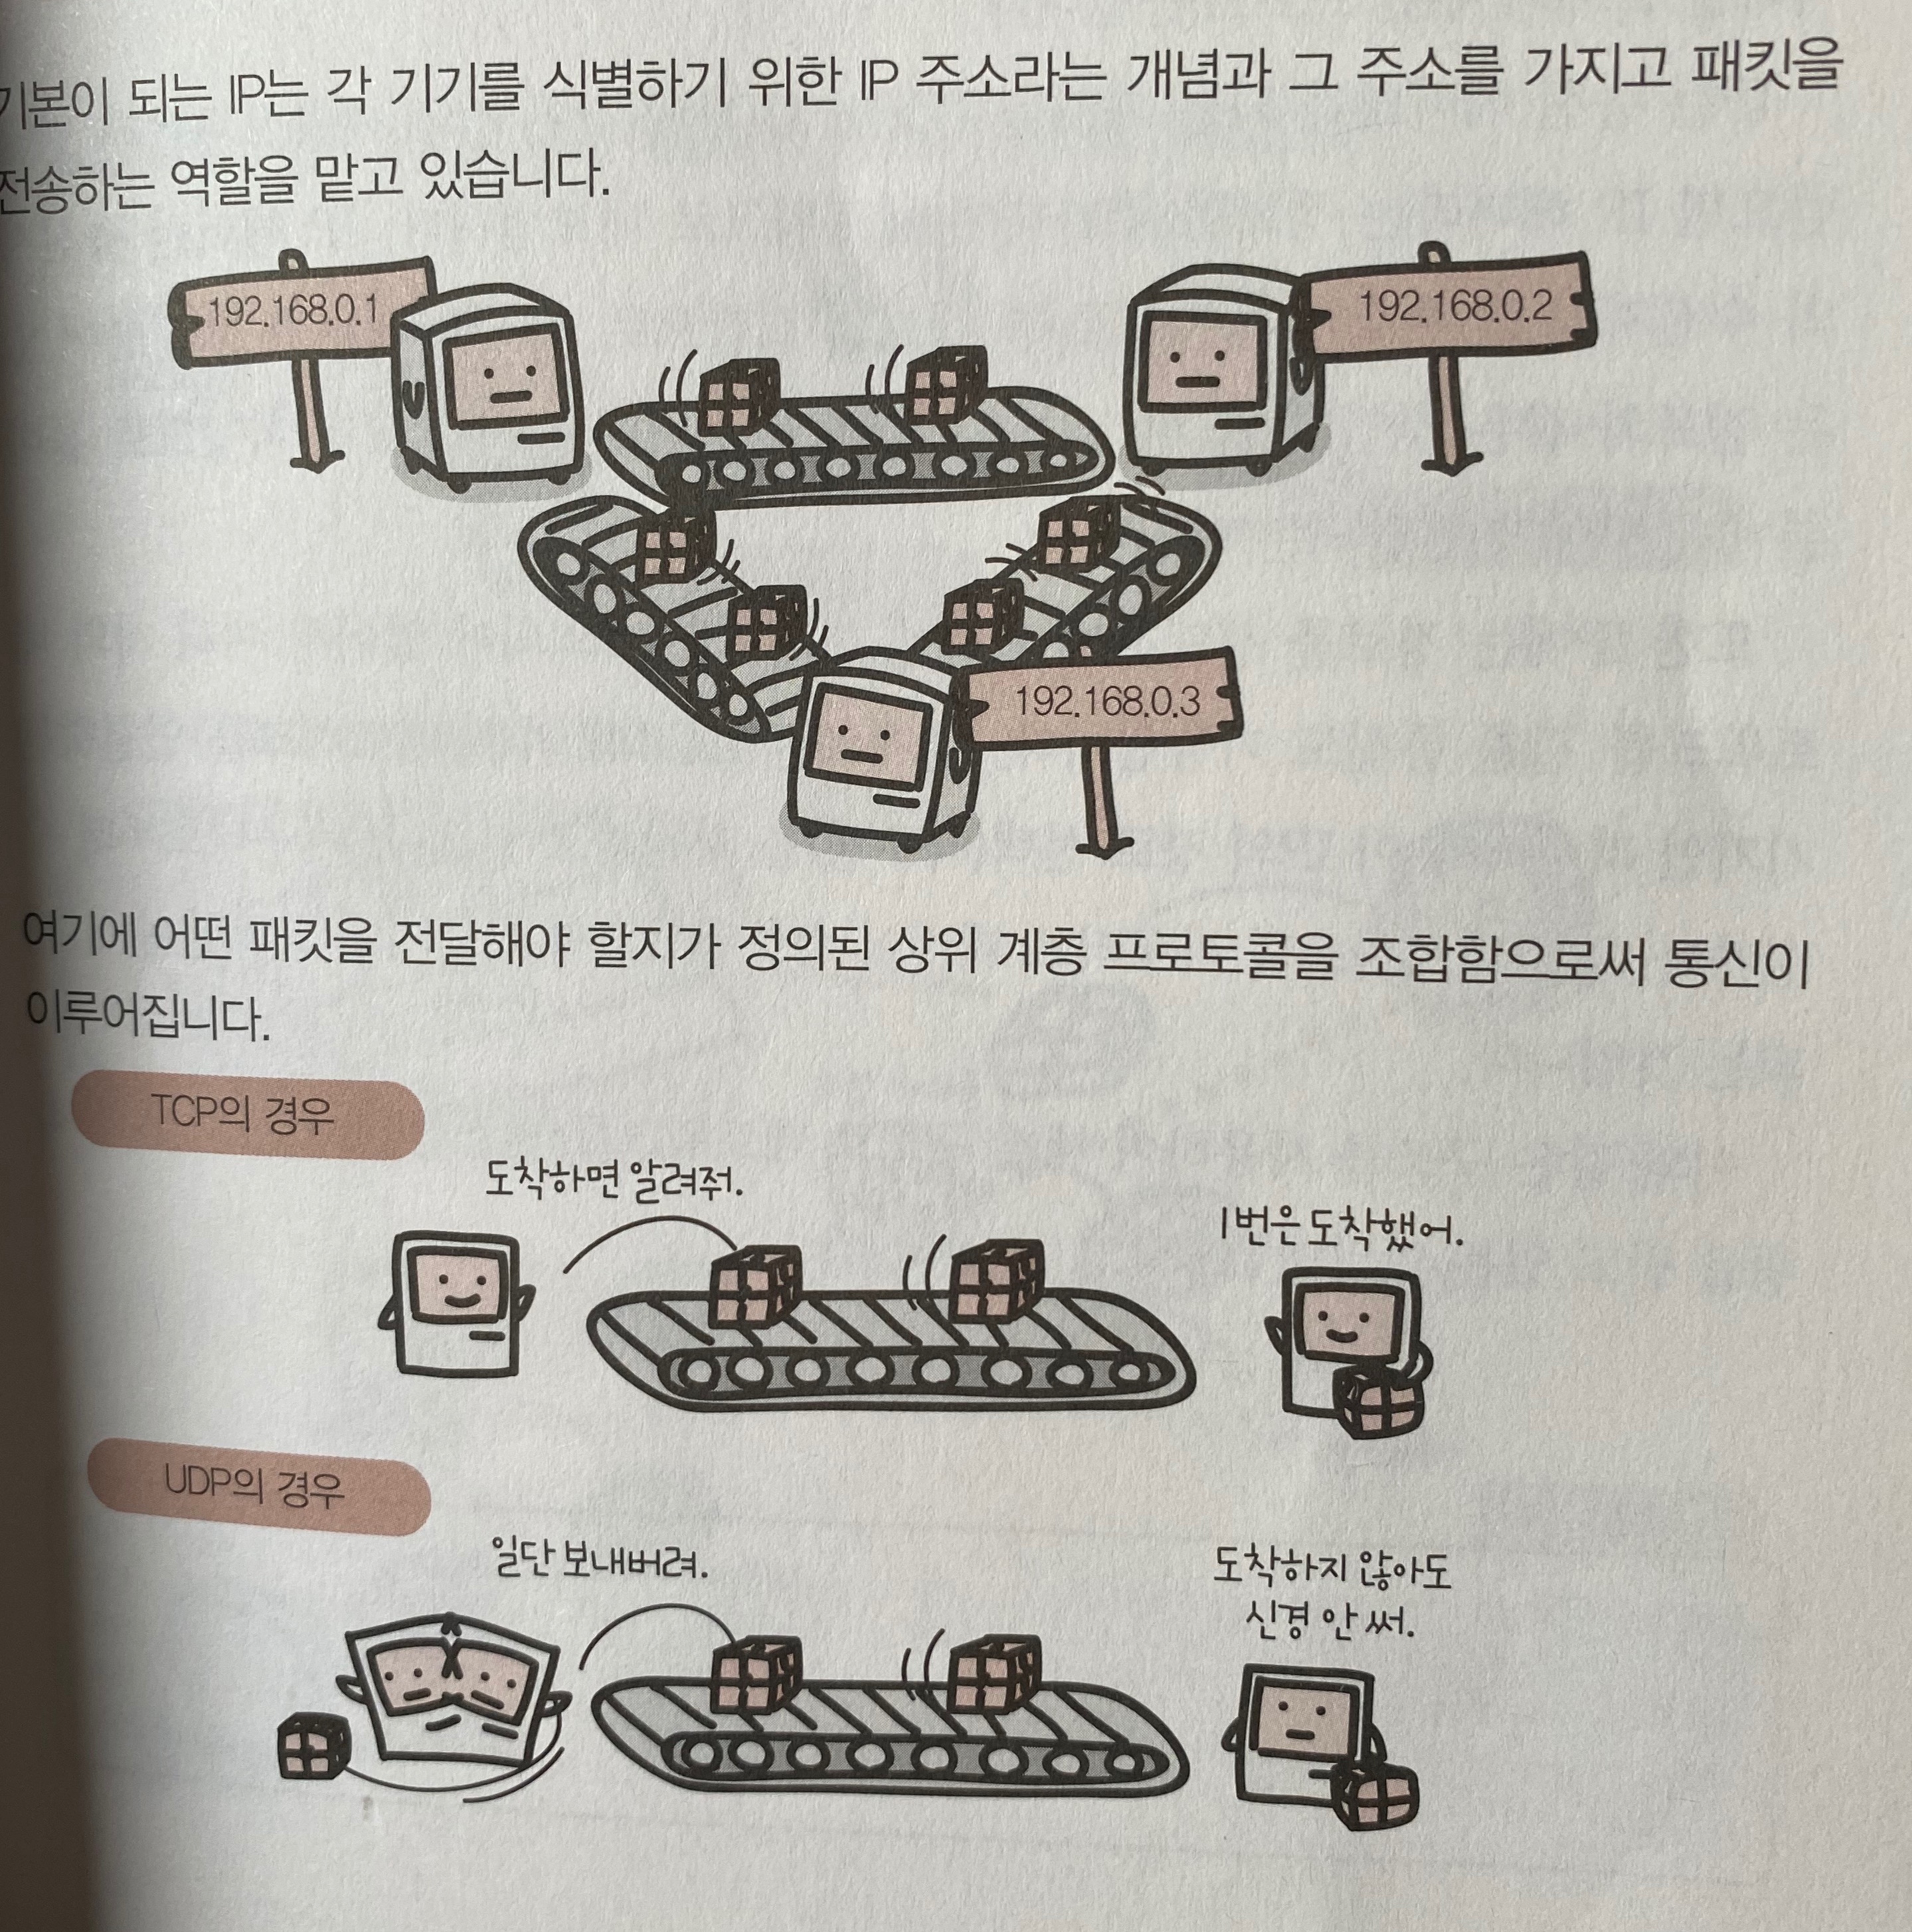 기본이 되는 IP는 각 기기를 식별하기 위한 IP 주소라는 개념과 그 주소를 가지고 패킷을
전송하는 역할을 맡고 있습니다.
192.168.0.1
192.168.0.2
192.168.0.3
여기에 어떤 패킷을 전달해야 할지가 정의된 상위 계층 프로토콜을 조합함으로써 통신이
이루어집니다.
TCP의 경우
도착하면 알려줘.
1번은 도착했어.
UDP의 경우
일단 보내버려.
도착하지 않아도
신경 안 써.